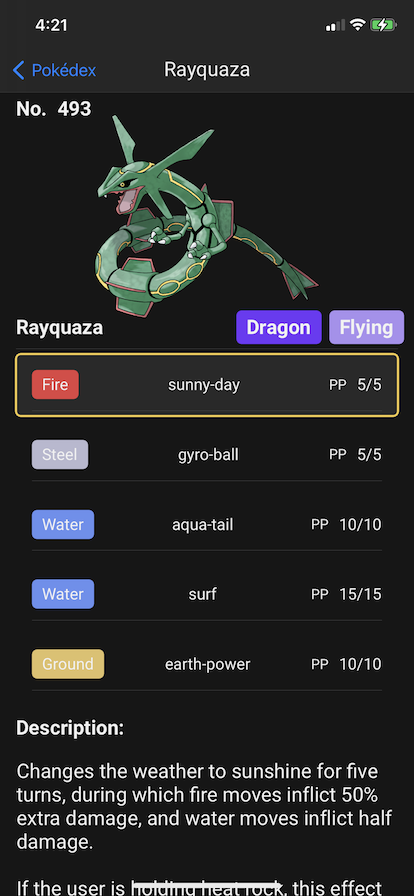 4:21
Pokédex
Rayquaza
No. 493
Rayquaza
Dragon
Flying
Fire sunny-day PP 5/5
Steel gyro-ball PP 5/5
Water aqua-tail PP 10/10
Water surf PP 15/15
Ground earth-power PP 10/10
Description:
Changes the weather to sunshine for five
turns, during which fire moves inflict 50%
extra damage, and water moves inflict half
damage.
If the user is holding heat rock, this effect